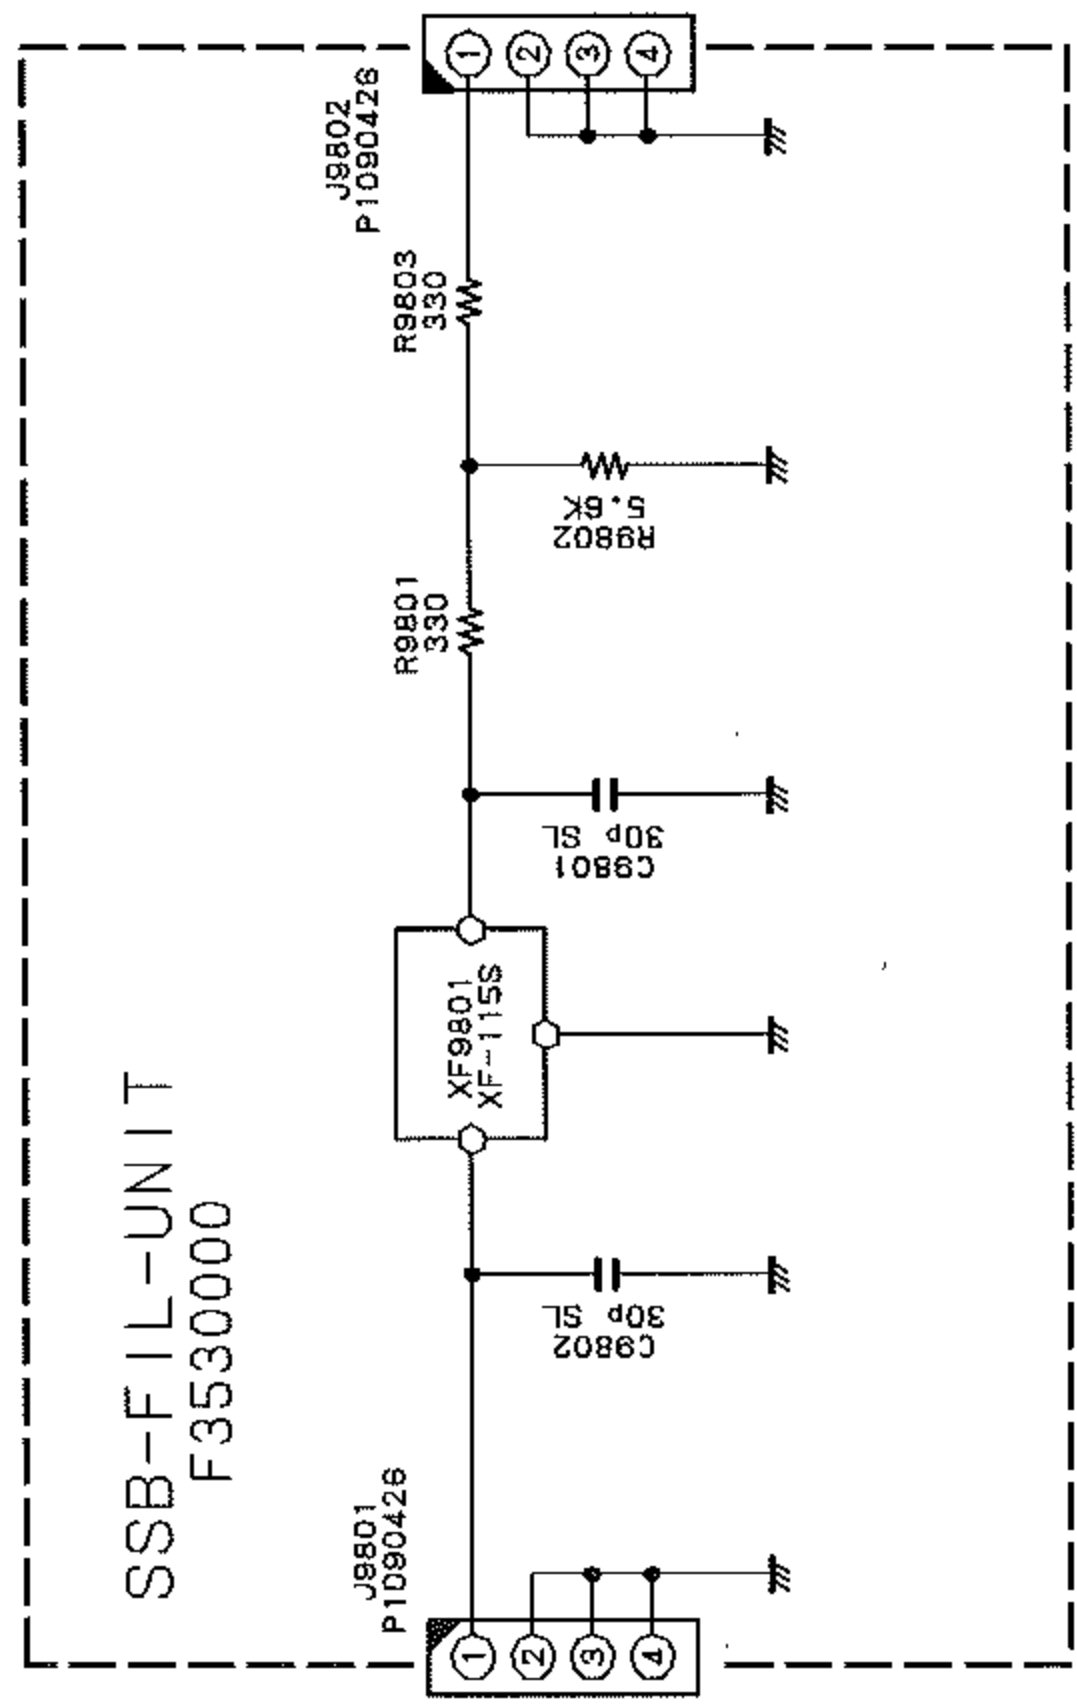 SSB-FIL-UNIT
F3530000
J9801
P1090426
1
2
3
4
C9802
30p SL
XF9801
XF-115S
C9801
30p SL
R9801
330
R9802
5.6K
R9803
330
J9802
P1090426
1
2
3
4